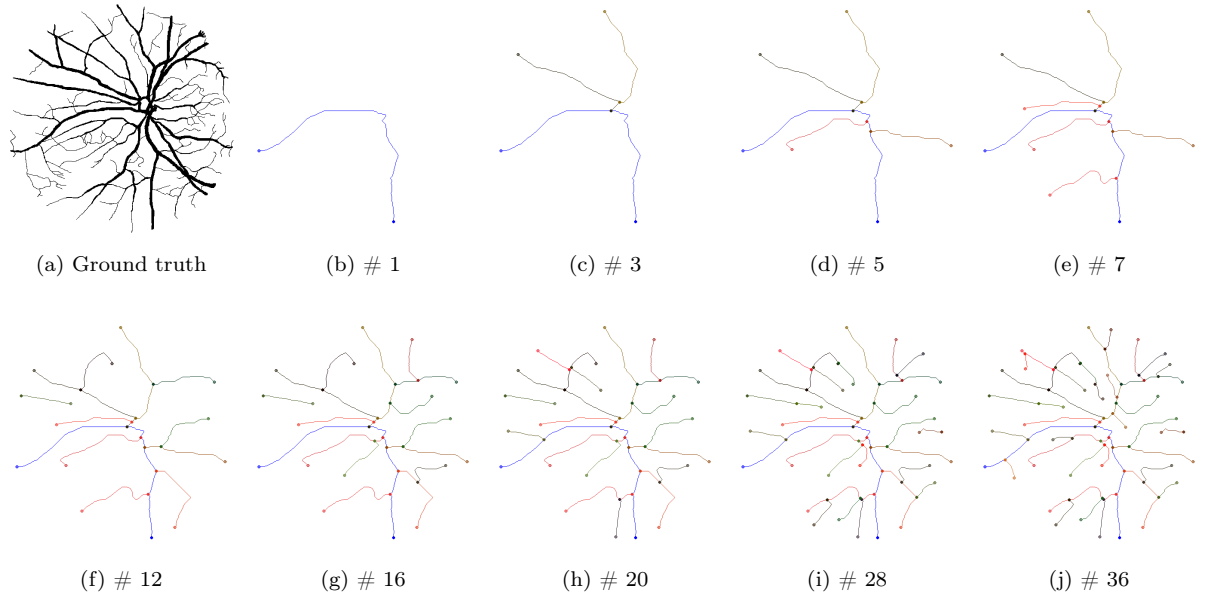 (a) Ground truth
(b) # 1
(c) # 3
(d) # 5
(e) # 7
(f) # 12
(g) # 16
(h) # 20
(i) # 28
(j) # 36